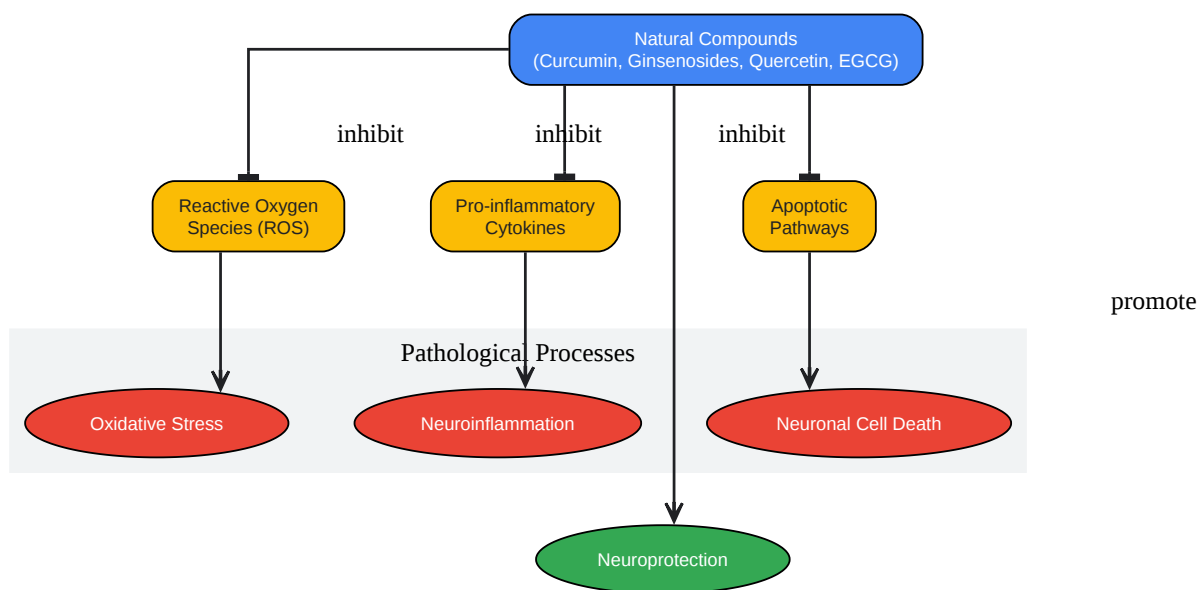 Natural Compounds
(Curcumin, Ginsenosides, Quercetin, EGCG)
inhibit
inhibit
inhibit
Reactive Oxygen
Species (ROS)
Pro-inflammatory
Cytokines
Apoptotic
Pathways
promote
Pathological Processes
Oxidative Stress
Neuroinflammation
Neuronal Cell Death
Neuroprotection